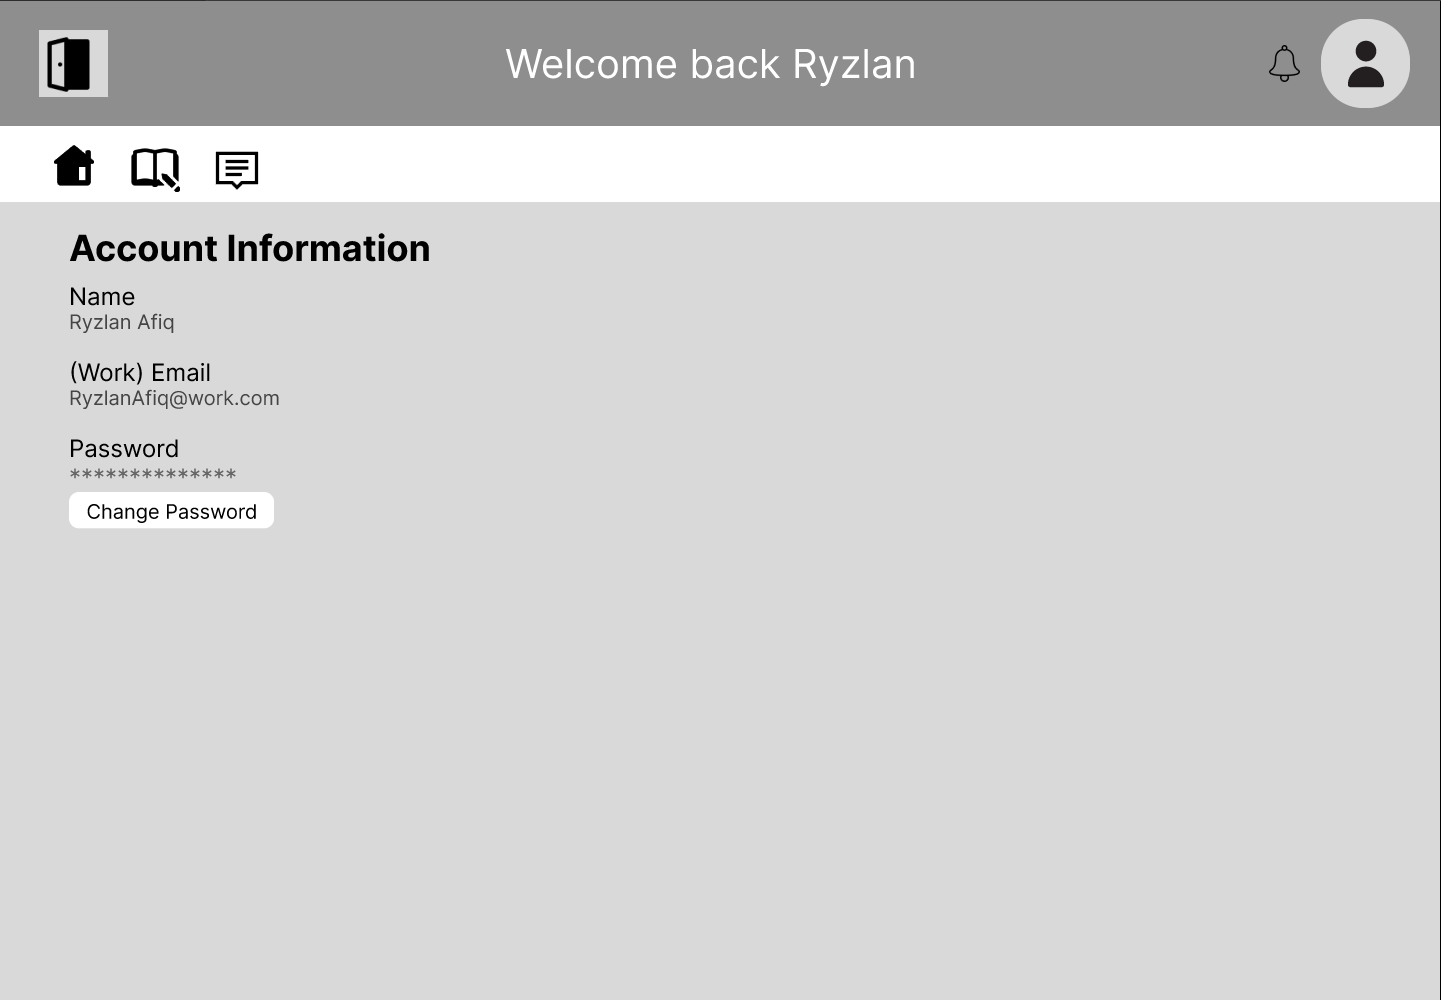 Welcome back Ryzlan
Account Information
Name
Ryzlan Afiq
(Work) Email
RyzlanAfiq@work.com
Password
**************
Change Password